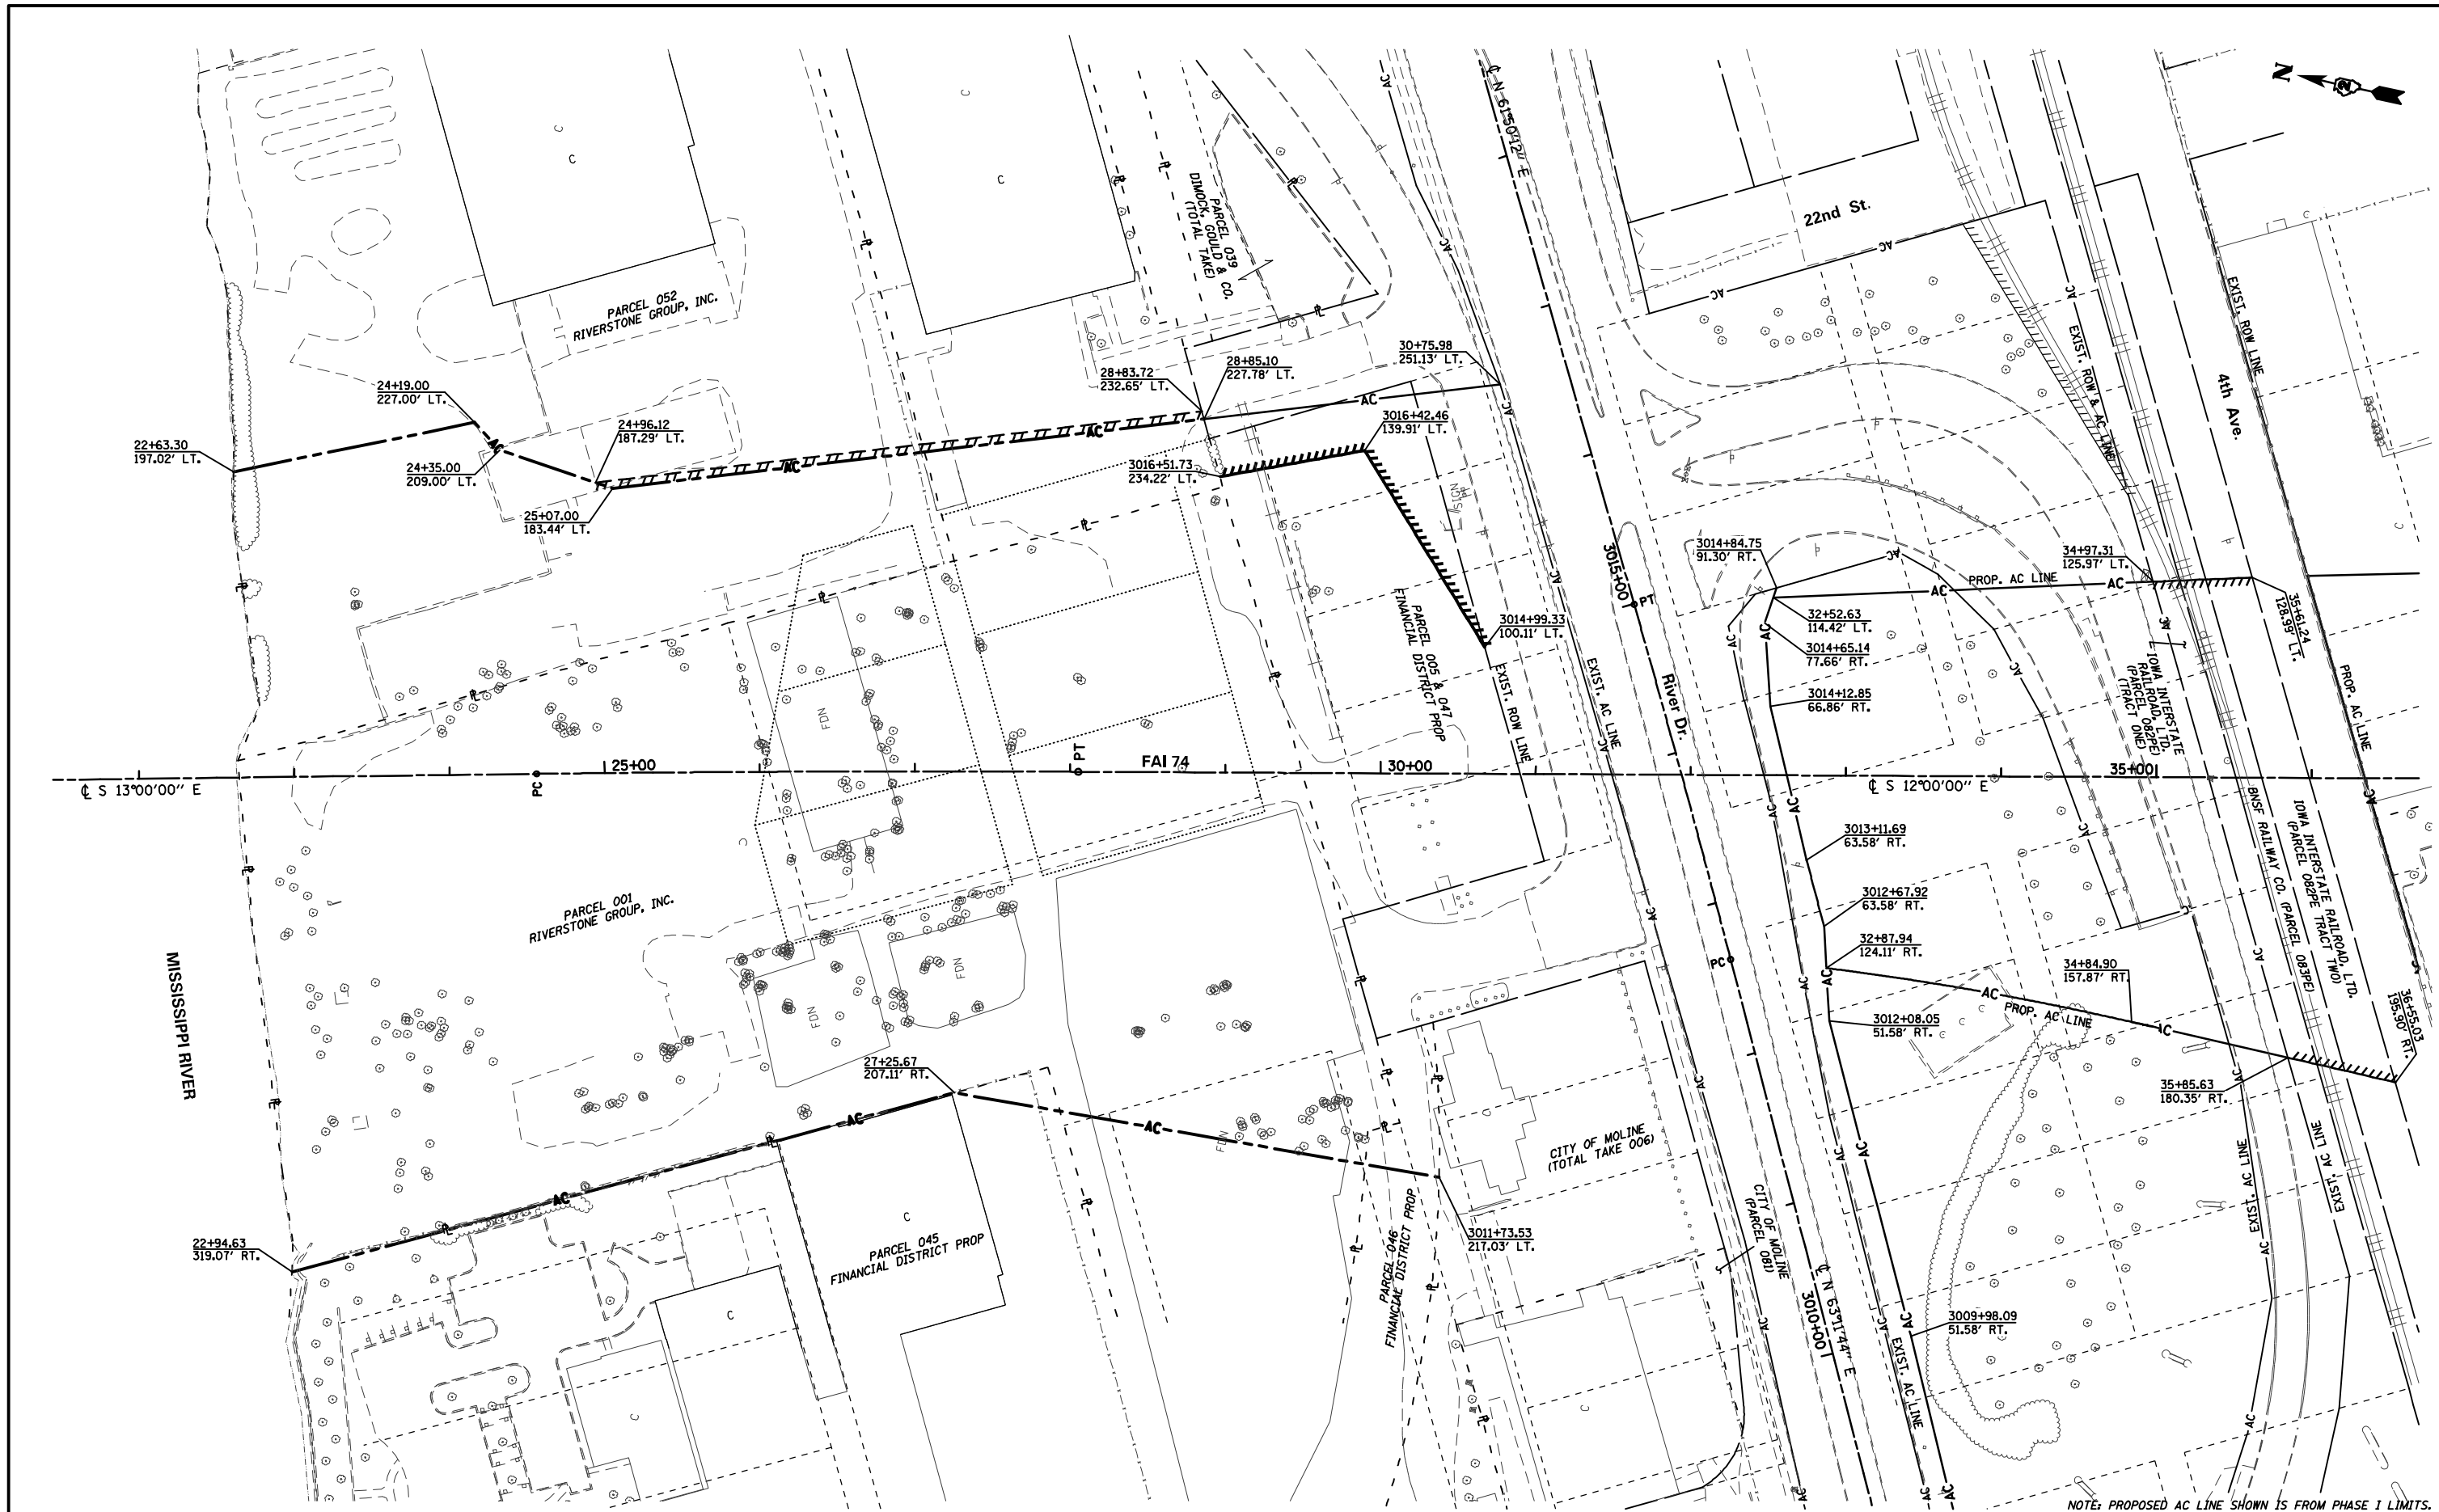 N
2
22+63.30
197.02' LT.
24+19.00
227.00' LT.
24+35.00
209.00' LT.
24+96.12
187.29' LT.
25+07.00
183.44' LT.
PARCEL 052
RIVERSTONE GROUP, INC.
PARCEL 039
DIMOCK, GOULD & CO.
(TOTAL TAKE)
28+83.72
232.65' LT.
28+85.10
227.78' LT.
30+75.98
251.13' LT.
3016+42.46
139.91' LT.
3016+51.73
234.22' LT.
3014+99.33
100.11' LT.
PARCEL 005 & 047
FINANCIAL DISTRICT PROP
EXIST. ROW LINE
EXIST. AC LINE
SIGN
℄ N 61°50'12" E
3015+00
PT
River Dr.
PC
22nd St.
EXIST. ROW & AC LINE
4th Ave.
EXIST. ROW LINE
3014+84.75
91.30' RT.
PROP. AC LINE
34+97.31
125.97' LT.
35+61.24
128.99' LT.
32+52.63
114.42' LT.
3014+65.14
77.66' RT.
3014+12.85
66.86' RT.
IOWA INTERSTATE
RAILROAD, LTD.
(PARCEL 082PE)
(TRACT ONE)
PROP. AC LINE
℄ S 13°00'00" E
PC
25+00
PT
FAI 74
30+00
℄ S 12°00'00" E
35+00
3013+11.69
63.58' RT.
3012+67.92
63.58' RT.
32+87.94
124.11' RT.
34+84.90
157.87' RT.
PROP. AC LINE
3012+08.05
51.58' RT.
35+85.63
180.35' RT.
36+55.03
195.90' RT.
BNSF RAILWAY CO. (PARCEL 083PE)
IOWA INTERSTATE RAILROAD, LTD.
(PARCEL 082PE TRACT TWO)
MISSISSIPPI RIVER
PARCEL 001
RIVERSTONE GROUP, INC.
FDN
FDN
FDN
FDN
27+25.67
207.11' RT.
22+94.63
319.07' RT.
PARCEL 045
FINANCIAL DISTRICT PROP
PARCEL 046
FINANCIAL DISTRICT PROP
3011+73.53
217.03' LT.
CITY OF MOLINE
(TOTAL TAKE 006)
CITY OF MOLINE
(PARCEL 081)
℄ N 63°11'44" E
3010+00
3009+98.09
51.58' RT.
EXIST. AC LINE
EXIST. AC LINE
EXIST. AC LINE
NOTE: PROPOSED AC LINE SHOWN IS FROM PHASE I LIMITS.